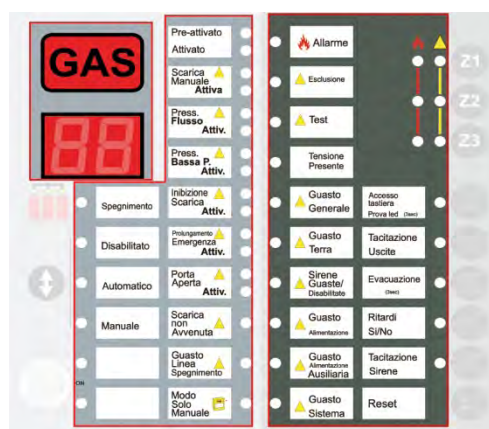 GAS
88
Pre-attivato
Attivato
Scarica
Manuale
Attiva
Press.
Flusso
Attiv.
Press.
Bassa P.
Attiv.
Inibizione
Scarica
Attiv.
Prolungamento
Emergenza
Attiv.
Porta
Aperta
Attiv.
Scarica
non
Avvenuta
Guasto
Linea
Spegnimento
Modo
Solo
Manuale
Spegnimento
Disabilitato
Automatico
Manuale
ON
Allarme
Esclusione
Test
Tensione
Presente
Guasto
Generale
Guasto
Terra
Sirene
Guaste/
Disabilitate
Guasto
Alimentazione
Guasto
Alimentazione
Ausiliaria
Guasto
Sistema
Accesso
tastiera
Prova led (3sec)
Tacitazione
Uscite
Evacuazione
(3sec)
Ritardi
Si/No
Tacitazione
Sirene
Reset
Z1
Z2
Z3